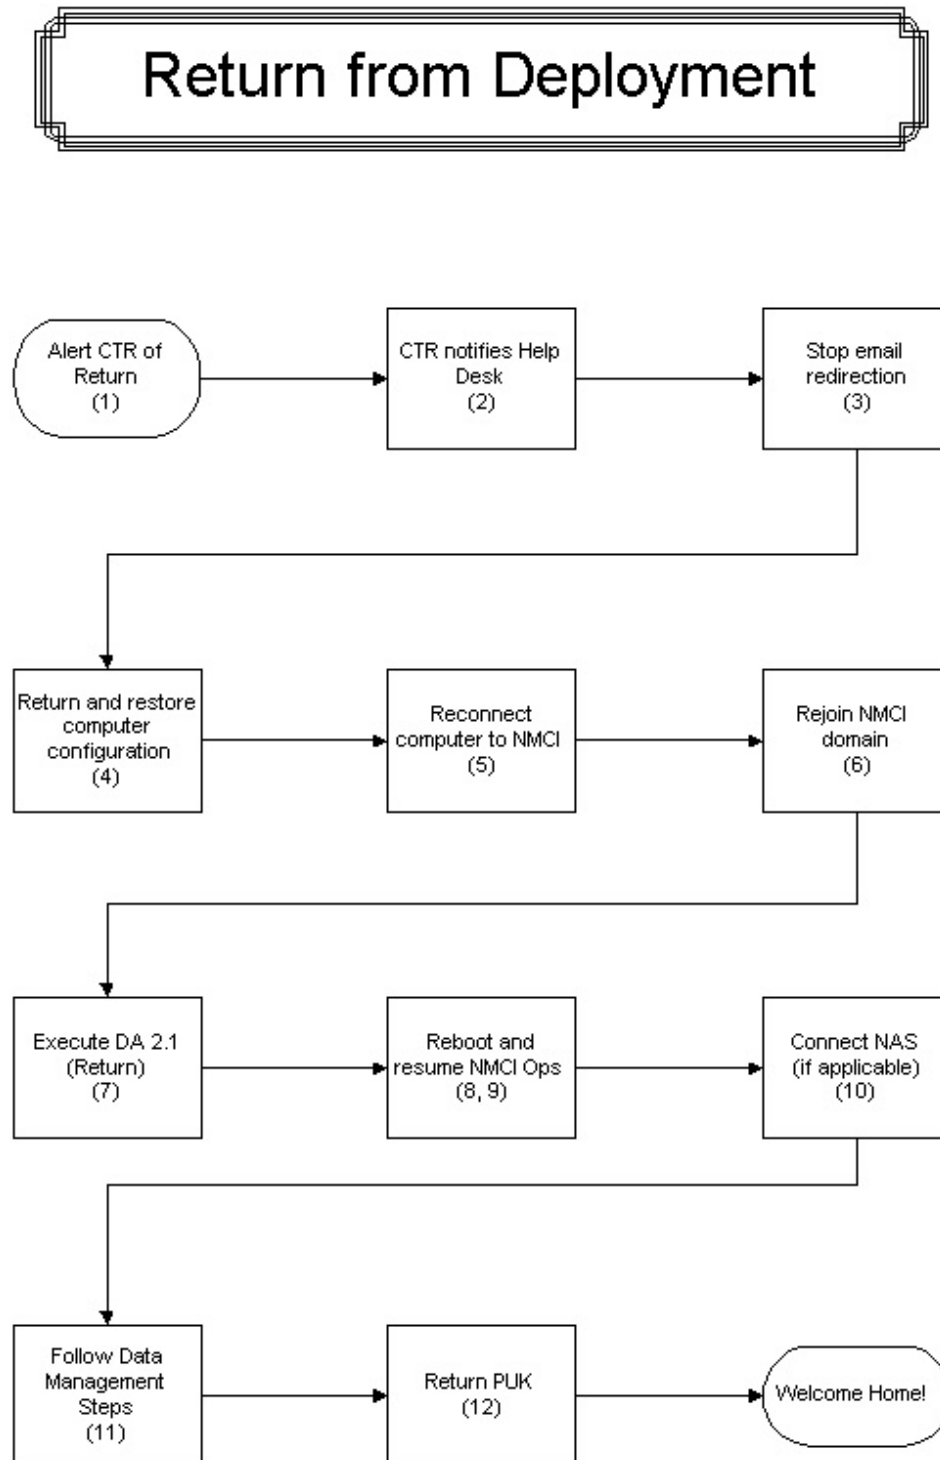 Return from Deployment
Alert CTR of
Return
(1)
CTR notifies Help
Desk
(2)
Stop email
redirection
(3)
Return and restore
computer
configuration
(4)
Reconnect
computer to NMCI
(5)
Rejoin NMCI
domain
(6)
Execute DA 2.1
(Return)
(7)
Reboot and
resume NMCI Ops
(8, 9)
Connect NAS
(if applicable)
(10)
Follow Data
Management
Steps
(11)
Return PUK
(12)
Welcome Home!